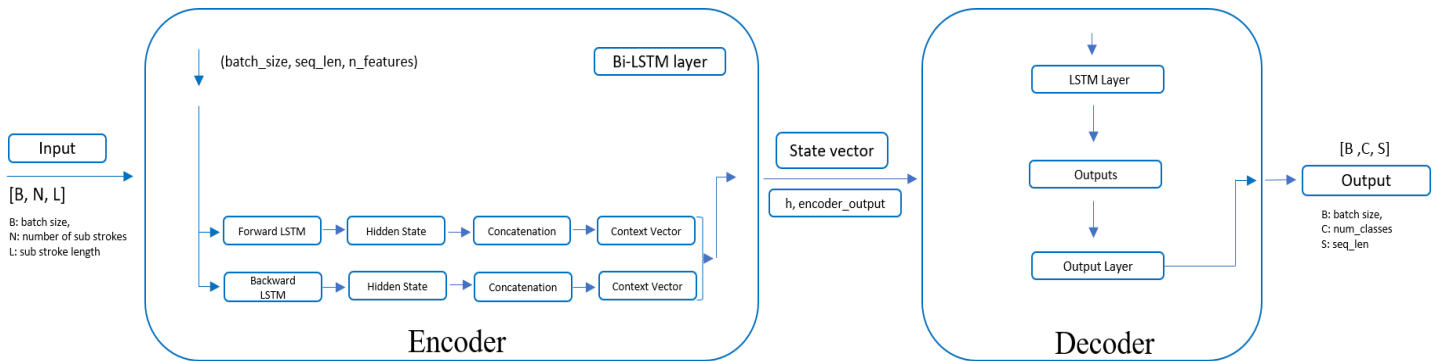 Input
[B, N, L]
B: batch size,
N: number of sub strokes
L: sub stroke length
(batch_size, seq_len, n_features)
Bi-LSTM layer
Forward LSTM
Hidden State
Concatenation
Context Vector
Backward
LSTM
Hidden State
Concatenation
Context Vector
Encoder
State vector
h, encoder_output
LSTM Layer
Outputs
Output Layer
Decoder
[B ,C, S]
Output
B: batch size,
C: num_classes
S: seq_len